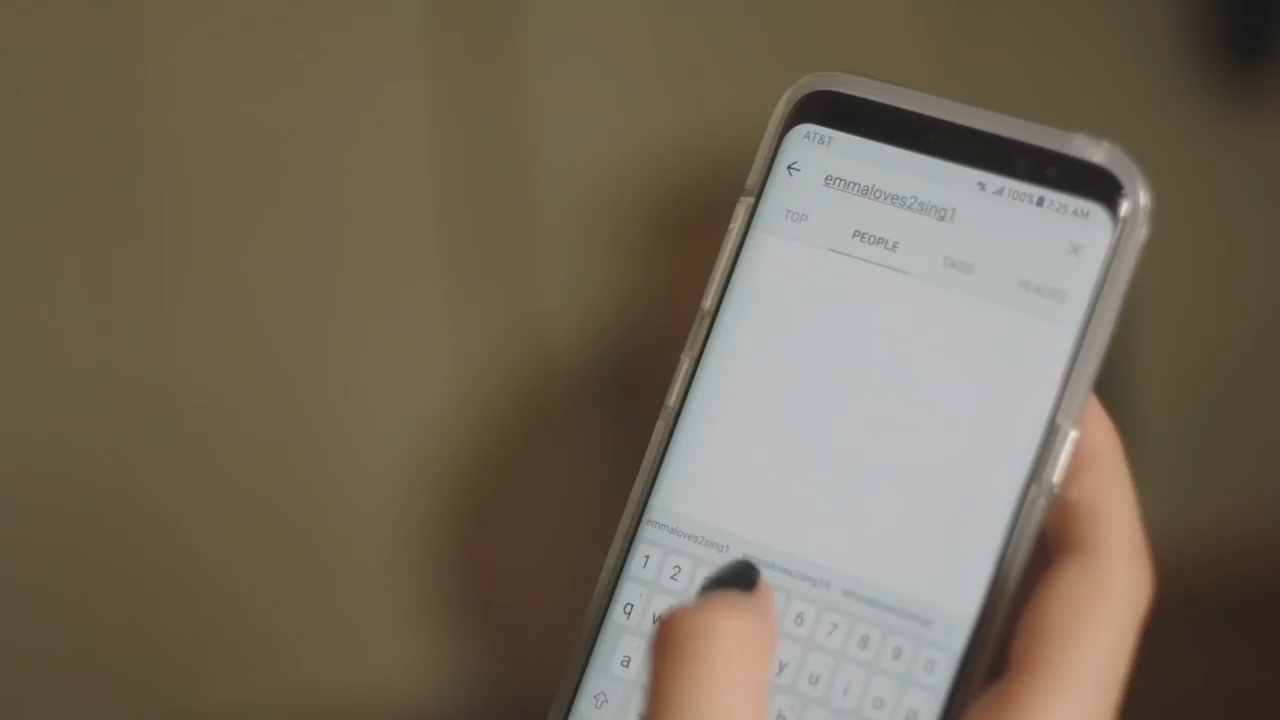 AT&T
100% 7:25 AM
emmaloves2sing1
TOP PEOPLE TAGS PLACES
emmaloves2sing1
1 2 6 7 8 9 0
q w y u i o p
a